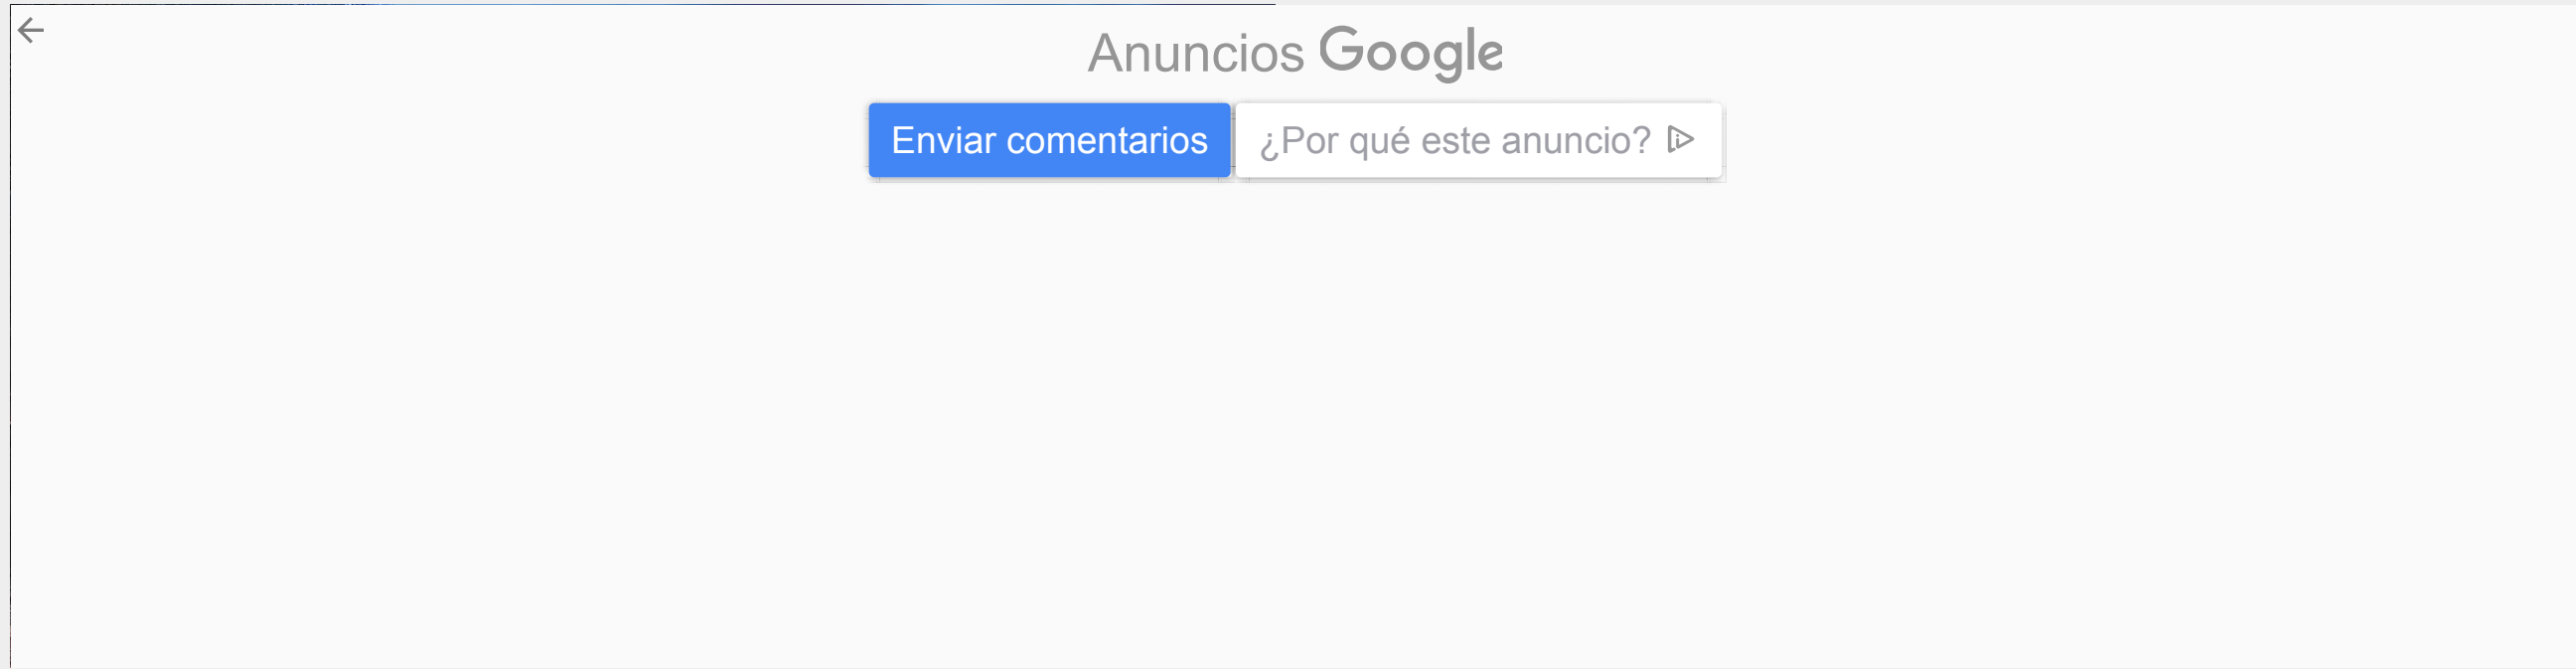 Anuncios Google
Enviar comentarios
¿Por qué este anuncio?